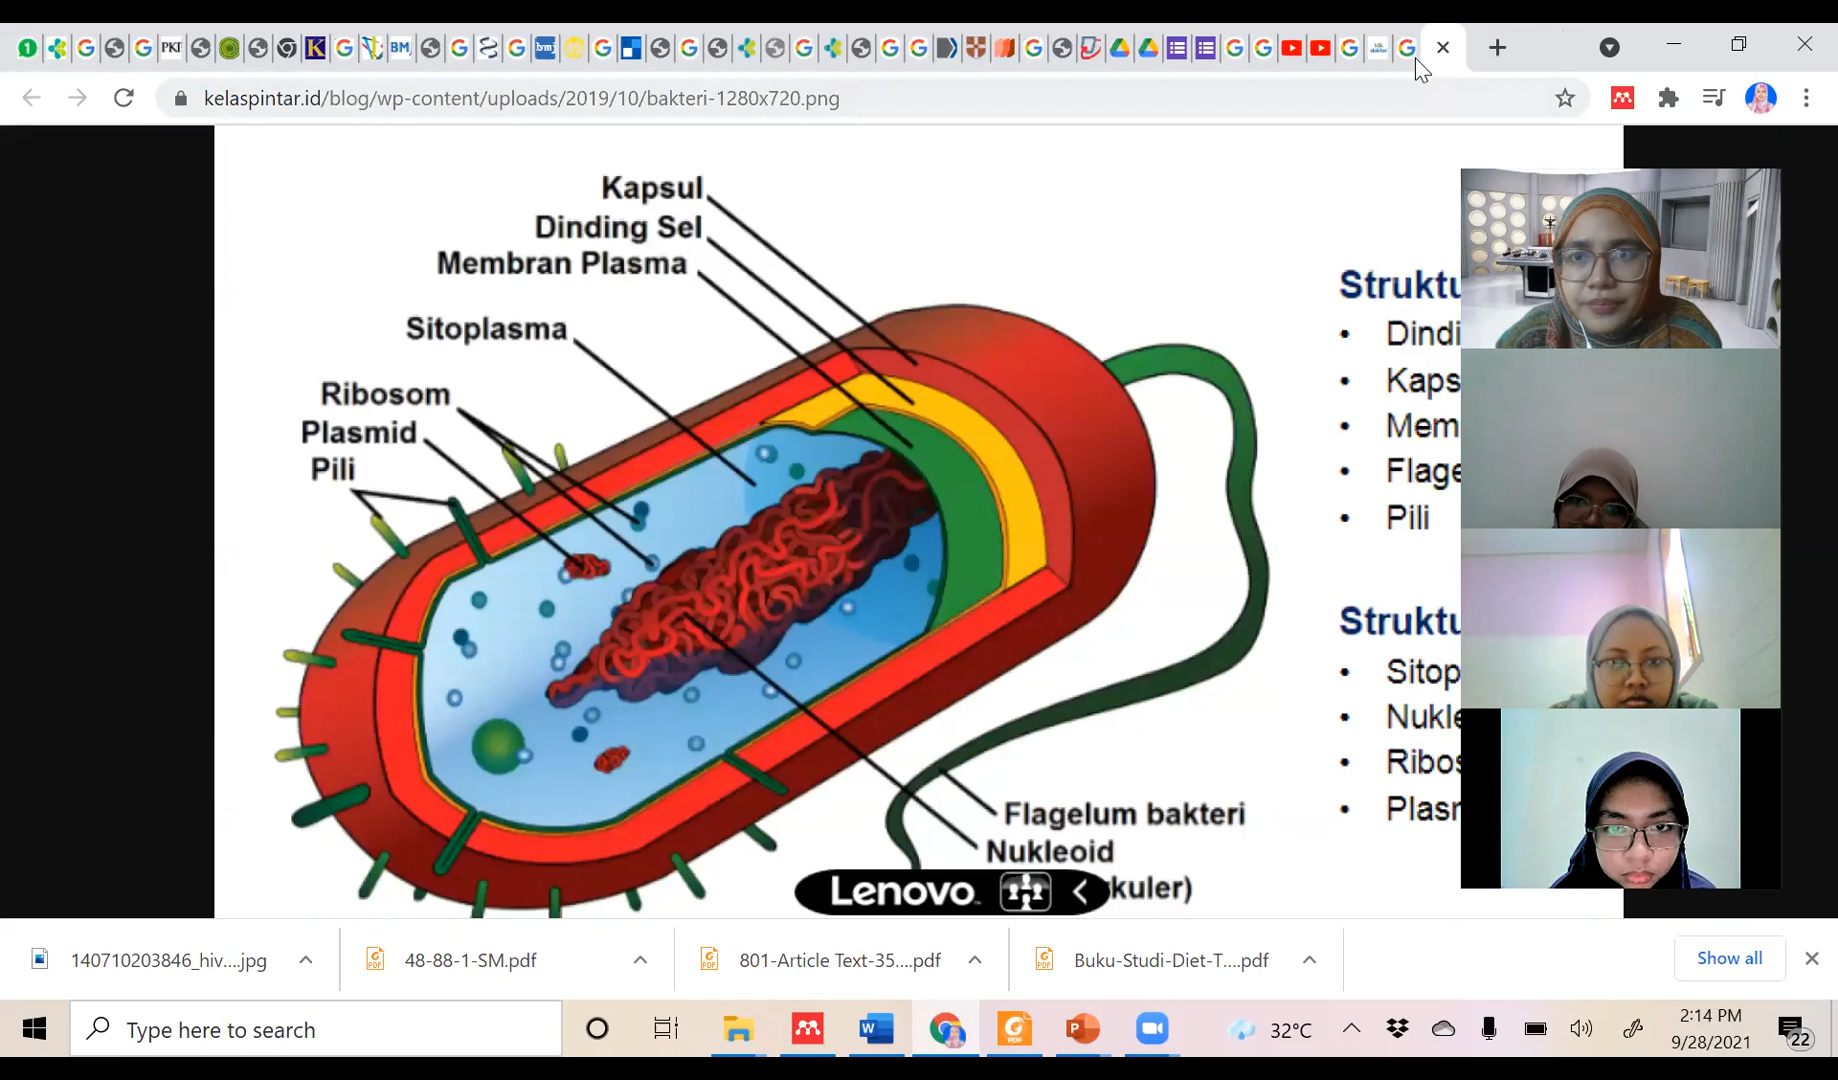 kelaspintar.id/blog/wp-content/uploads/2019/10/bakteri-1280x720.png
Kapsul
Dinding Sel
Membran Plasma
Sitoplasma
Ribosom
Plasmid
Pili
Flagelum bakteri
Nukleoid
kuler)
Struktu
• Dindi
• Kaps
• Mem
• Flage
• Pili
Struktu
• Sitop
• Nukle
• Ribos
• Plasm
Lenovo
140710203846_hiv....jpg
48-88-1-SM.pdf
801-Article Text-35....pdf
Buku-Studi-Diet-T....pdf
Show all
Type here to search
32°C
2:14 PM
9/28/2021
22